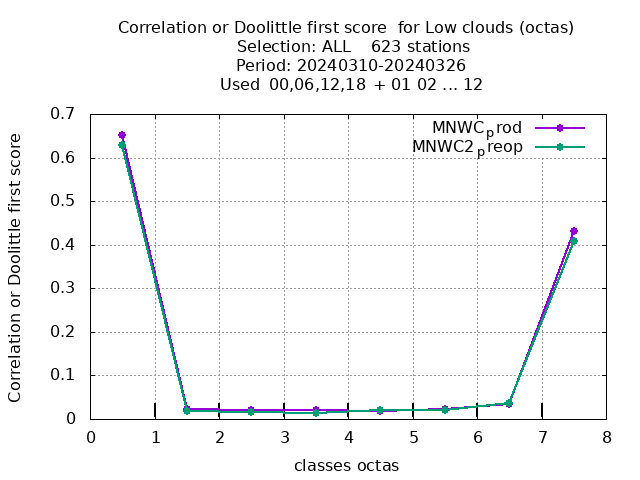 Correlation or Doolittle first score  for Low clouds (octas)
Selection: ALL    623 stations
Period: 20240310-20240326
Used  00,06,12,18  + 01 02 ... 12
MNWCprod
MNWC2preop
Correlation or Doolittle first score
0.7
0.6
0.5
0.4
0.3
0.2
0.1
0
0 1 2 3 4 5 6 7 8
classes octas